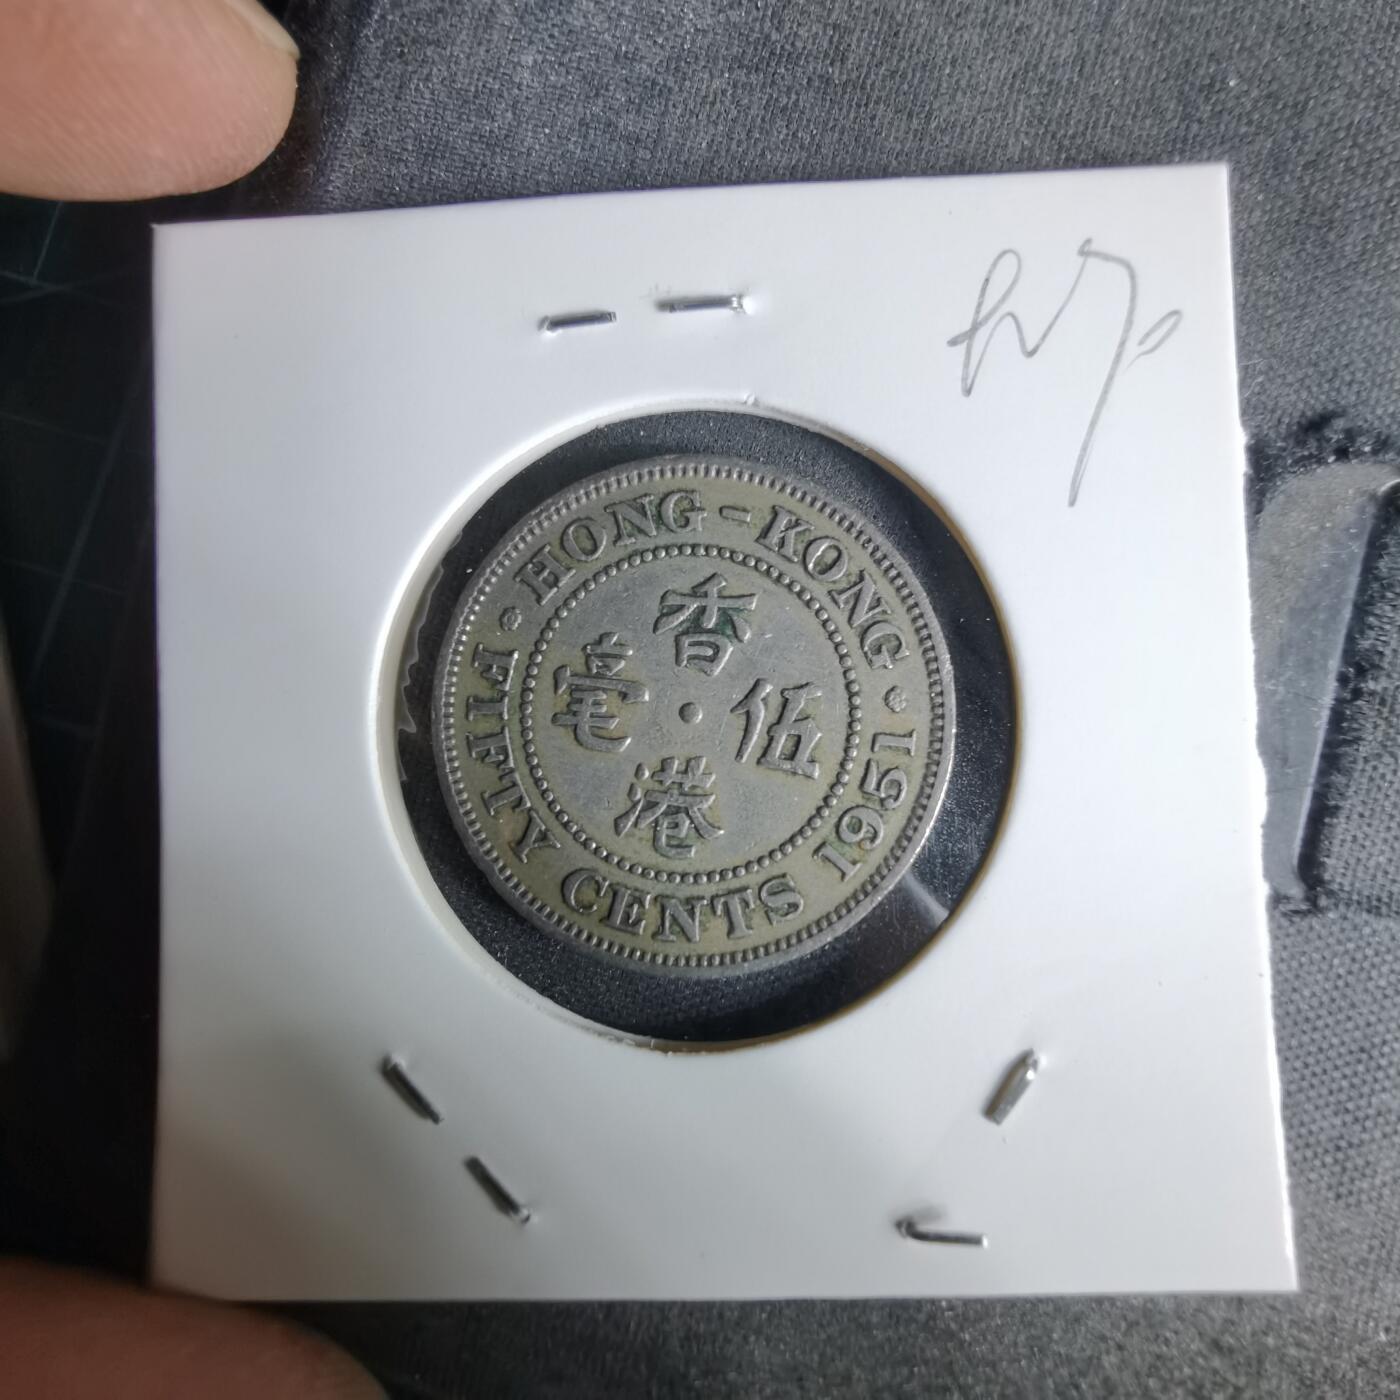 HONG - KONG
香
港
伍
毫
FIFTY CENTS 1951